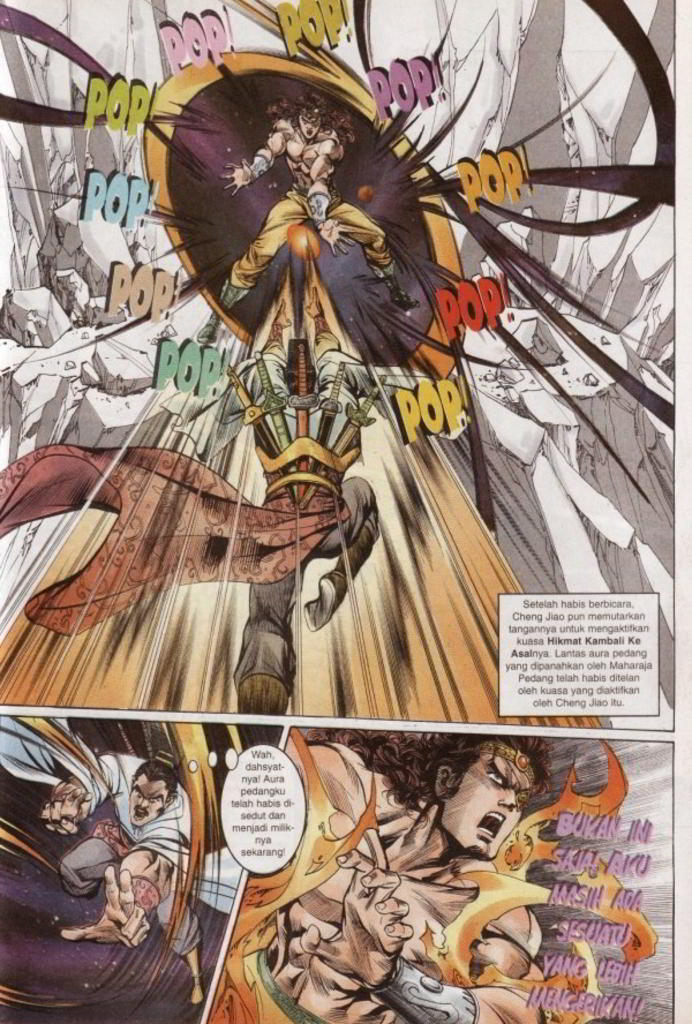 POP!
POP!
POP!
POP!
POP!
POP!
POP!
POP!
POP!
POP!
Setelah habis berbicara,
Cheng Jiao pun memutarkan
tangannya untuk mengaktifkan
kuasa Hikmat Kambali Ke
Asalnya. Lantas aura pedang
yang dipanahkan oleh Maharaja
Pedang telah habis ditelan
oleh kuasa yang diaktifkan
oleh Cheng Jiao itu.
Wah,
dahsyat-
nya! Aura
pedangku
telah habis di-
sedut dan
menjadi milik-
nya sekarang!
BUKAN INI
SAJA! AKU
MASIH ADA
SESUATU
YANG LEBIH
MENGERIKAN!